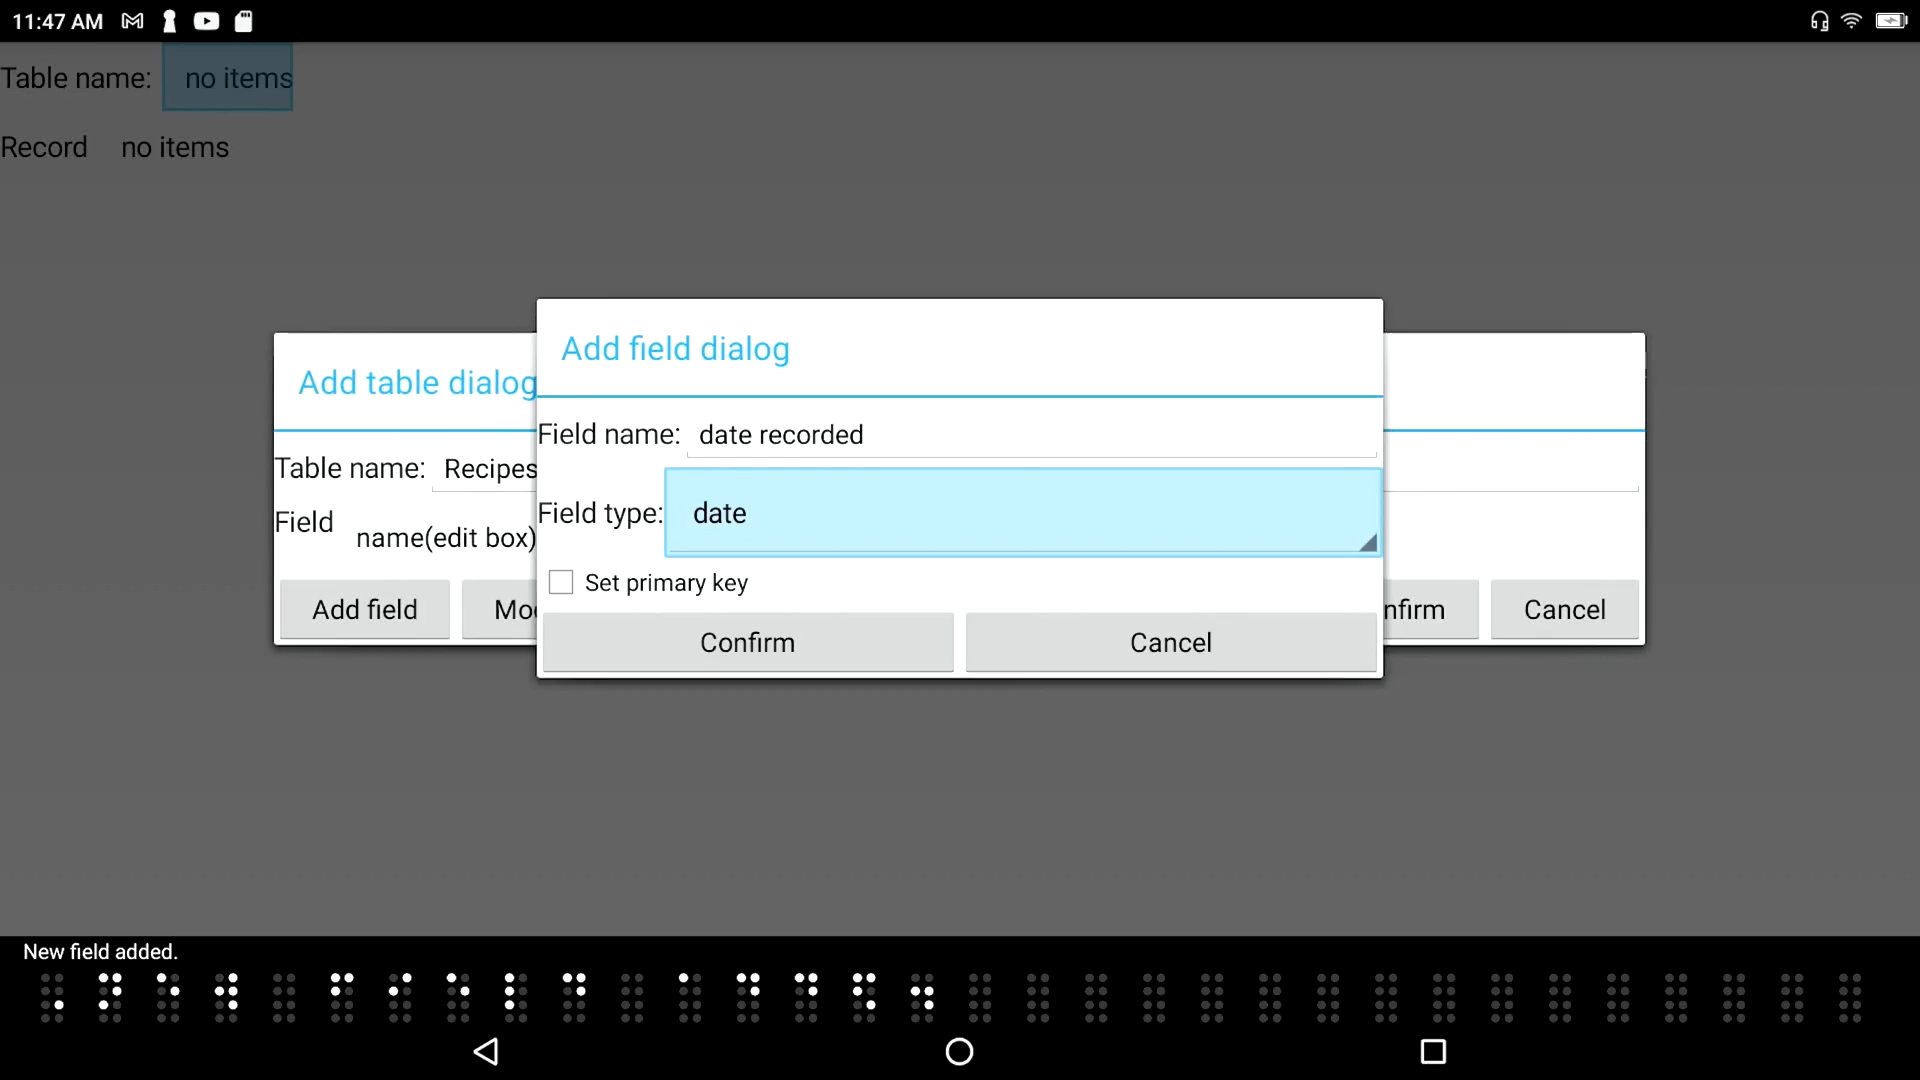 11:47 AM
Table name: no items
Record no items
Add field dialog
Add table dialog
Field name: date recorded
Table name: Recipes
Field type: date
Field name(edit box)
Set primary key
Add field
Confirm Cancel
Cancel
New field added.